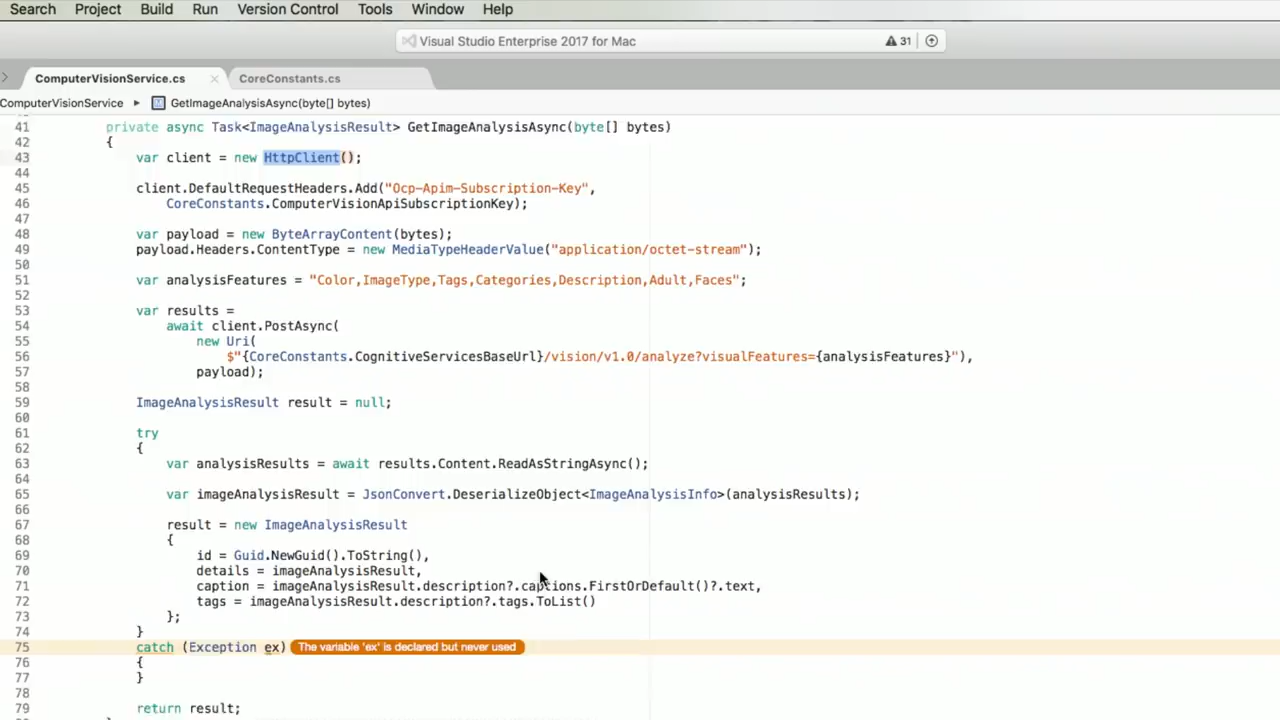 Search Project Build Run Version Control Tools Window Help
Visual Studio Enterprise 2017 for Mac 31
ComputerVisionService.cs × CoreConstants.cs
ComputerVisionService ▸ M GetImageAnalysisAsync(byte[] bytes)
41 private async Task<ImageAnalysisResult> GetImageAnalysisAsync(byte[] bytes)
42 {
43 var client = new HttpClient();
44
45 client.DefaultRequestHeaders.Add("Ocp-Apim-Subscription-Key",
46 CoreConstants.ComputerVisionApiSubscriptionKey);
47
48 var payload = new ByteArrayContent(bytes);
49 payload.Headers.ContentType = new MediaTypeHeaderValue("application/octet-stream");
50
51 var analysisFeatures = "Color,ImageType,Tags,Categories,Description,Adult,Faces";
52
53 var results =
54 await client.PostAsync(
55 new Uri(
56 $"{CoreConstants.CognitiveServicesBaseUrl}/vision/v1.0/analyze?visualFeatures={analysisFeatures}"),
57 payload);
58
59 ImageAnalysisResult result = null;
60
61 try
62 {
63 var analysisResults = await results.Content.ReadAsStringAsync();
64
65 var imageAnalysisResult = JsonConvert.DeserializeObject<ImageAnalysisInfo>(analysisResults);
66
67 result = new ImageAnalysisResult
68 {
69 id = Guid.NewGuid().ToString(),
70 details = imageAnalysisResult,
71 caption = imageAnalysisResult.description?.captions.FirstOrDefault()?.text,
72 tags = imageAnalysisResult.description?.tags.ToList()
73 };
74 }
75 catch (Exception ex) The variable 'ex' is declared but never used
76 {
77 }
78
79 return result;